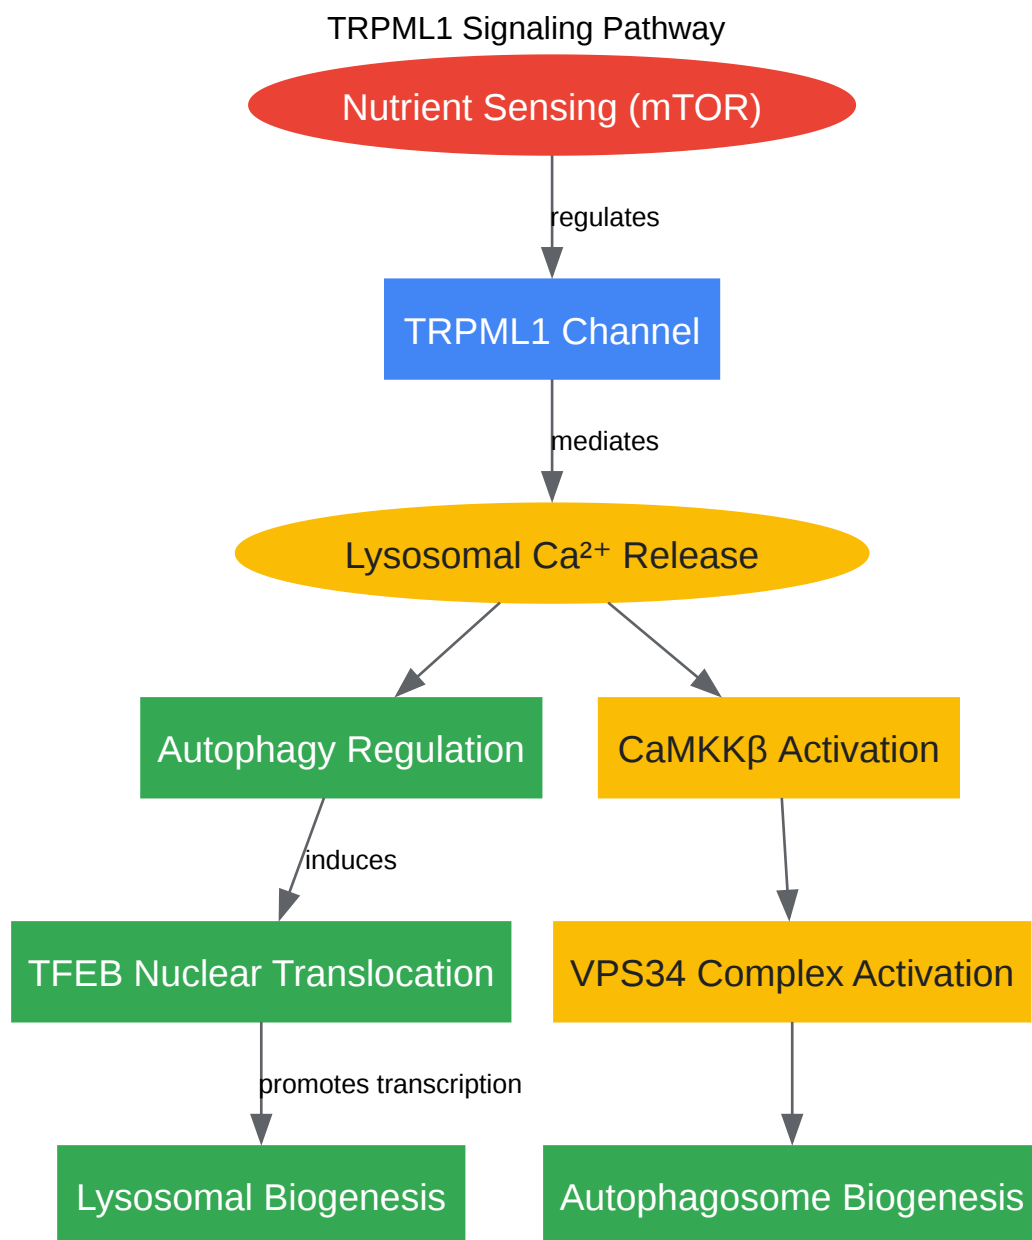 TRPML1 Signaling Pathway
Nutrient Sensing (mTOR)
regulates
TRPML1 Channel
mediates
Lysosomal Ca²⁺ Release
Autophagy Regulation
CaMKKβ Activation
induces
TFEB Nuclear Translocation
VPS34 Complex Activation
promotes transcription
Lysosomal Biogenesis
Autophagosome Biogenesis